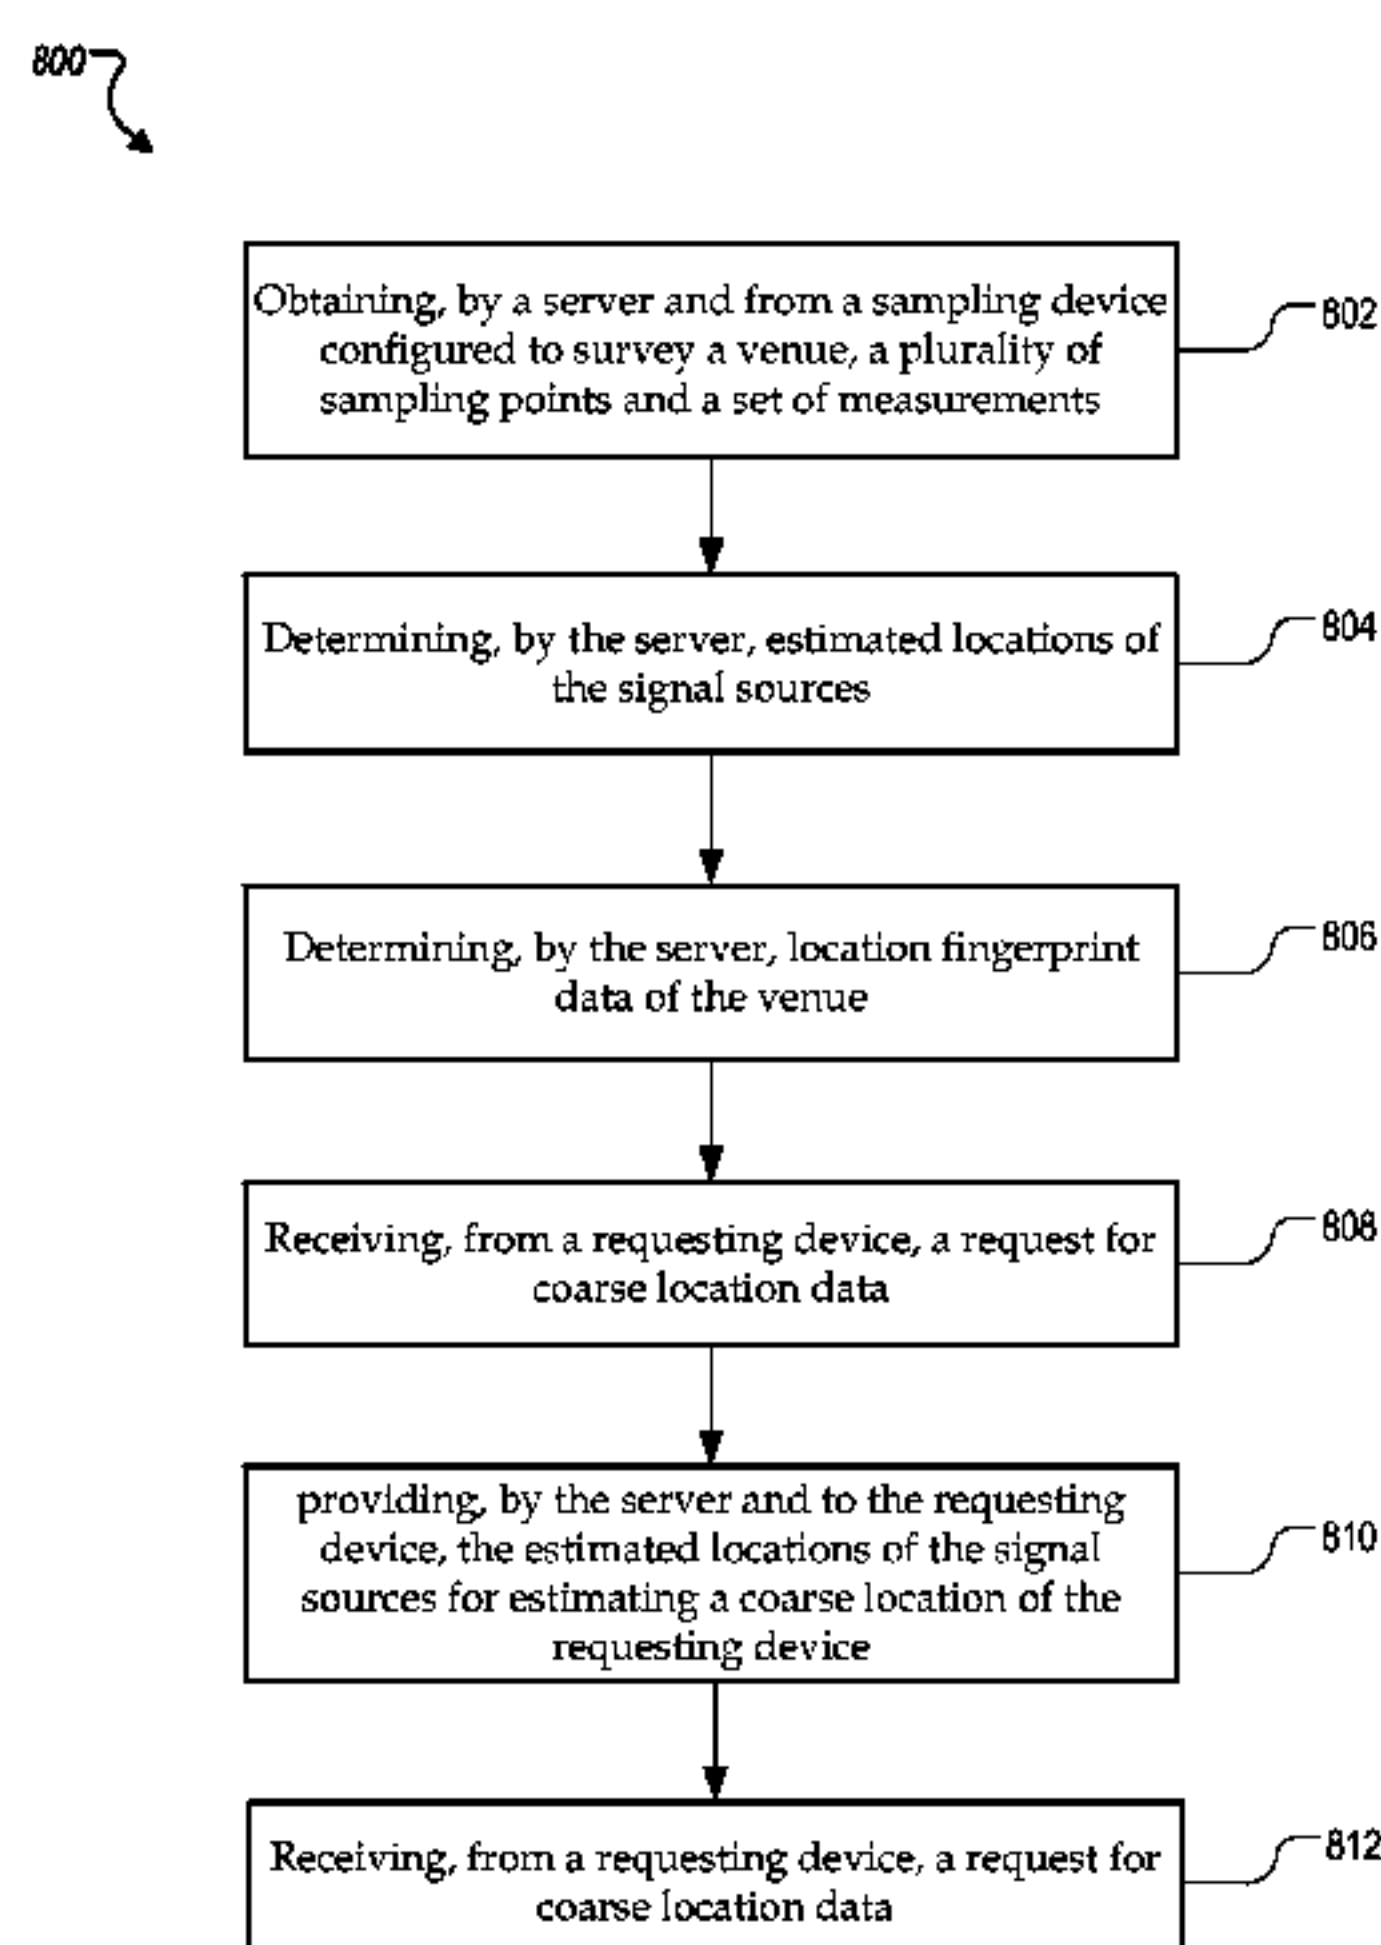 800
Obtaining, by a server and from a sampling device
configured to survey a venue, a plurality of
sampling points and a set of measurements
802
Determining, by the server, estimated locations of
the signal sources
804
Determining, by the server, location fingerprint
data of the venue
806
Receiving, from a requesting device, a request for
coarse location data
808
providing, by the server and to the requesting
device, the estimated locations of the signal
sources for estimating a coarse location of the
requesting device
810
Receiving, from a requesting device, a request for
coarse location data
812